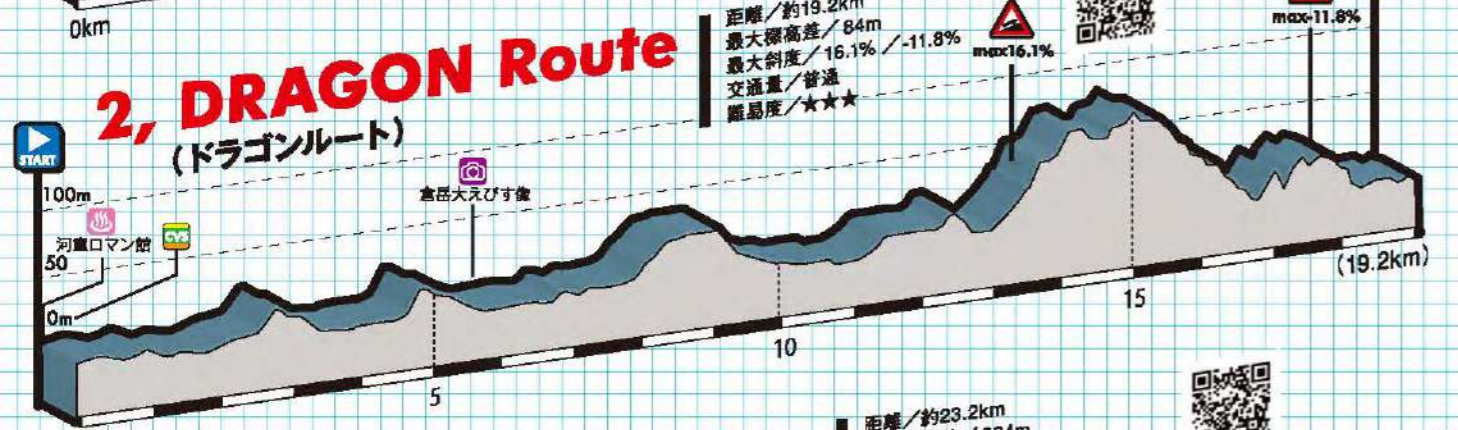 0km
2, DRAGON Route
(ドラゴンルート)
距離/約19.2km
最大標高差/84m
最大斜度/16.1% /-11.8%
交通量/普通
難易度/★★★
max16.1%
max-11.8%
START
100m
河童ロマン館
CVS
50
0m
倉岳大えびす像
5
10
15
(19.2km)
距離/約23.2km